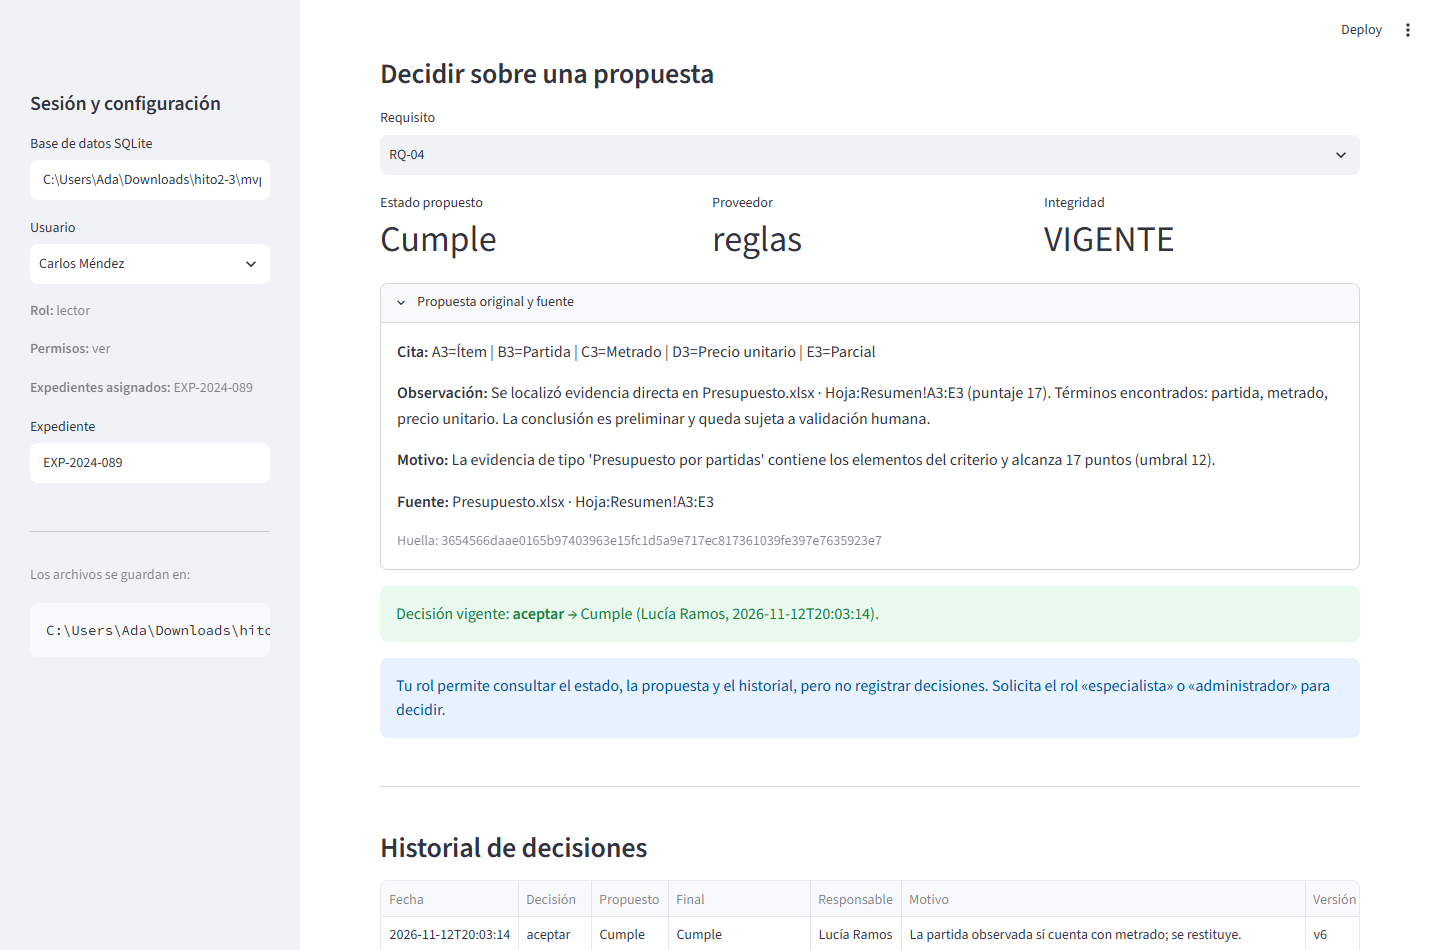 Deploy
Sesión y configuración
Base de datos SQLite
C:\Users\Ada\Downloads\hito2-3\mvp
Usuario
Carlos Méndez
Rol: lector
Permisos: ver
Expedientes asignados: EXP-2024-089
Expediente
EXP-2024-089
Los archivos se guardan en:
C:\Users\Ada\Downloads\hito
Decidir sobre una propuesta
Requisito
RQ-04
Estado propuesto
Cumple
Proveedor
reglas
Integridad
VIGENTE
Propuesta original y fuente
Cita: A3=Ítem | B3=Partida | C3=Metrado | D3=Precio unitario | E3=Parcial
Observación: Se localizó evidencia directa en Presupuesto.xlsx · Hoja:Resumen!A3:E3 (puntaje 17). Términos encontrados: partida, metrado,
precio unitario. La conclusión es preliminar y queda sujeta a validación humana.
Motivo: La evidencia de tipo 'Presupuesto por partidas' contiene los elementos del criterio y alcanza 17 puntos (umbral 12).
Fuente: Presupuesto.xlsx · Hoja:Resumen!A3:E3
Huella: 3654566daae0165b97403963e15fc1d5a9e717ec817361039fe397e7635923e7
Decisión vigente: aceptar → Cumple (Lucía Ramos, 2026-11-12T20:03:14).
Tu rol permite consultar el estado, la propuesta y el historial, pero no registrar decisiones. Solicita el rol «especialista» o «administrador» para
decidir.
Historial de decisiones
Fecha Decisión Propuesto Final Responsable Motivo Versión
2026-11-12T20:03:14 aceptar Cumple Cumple Lucía Ramos La partida observada sí cuenta con metrado; se restituye. v6